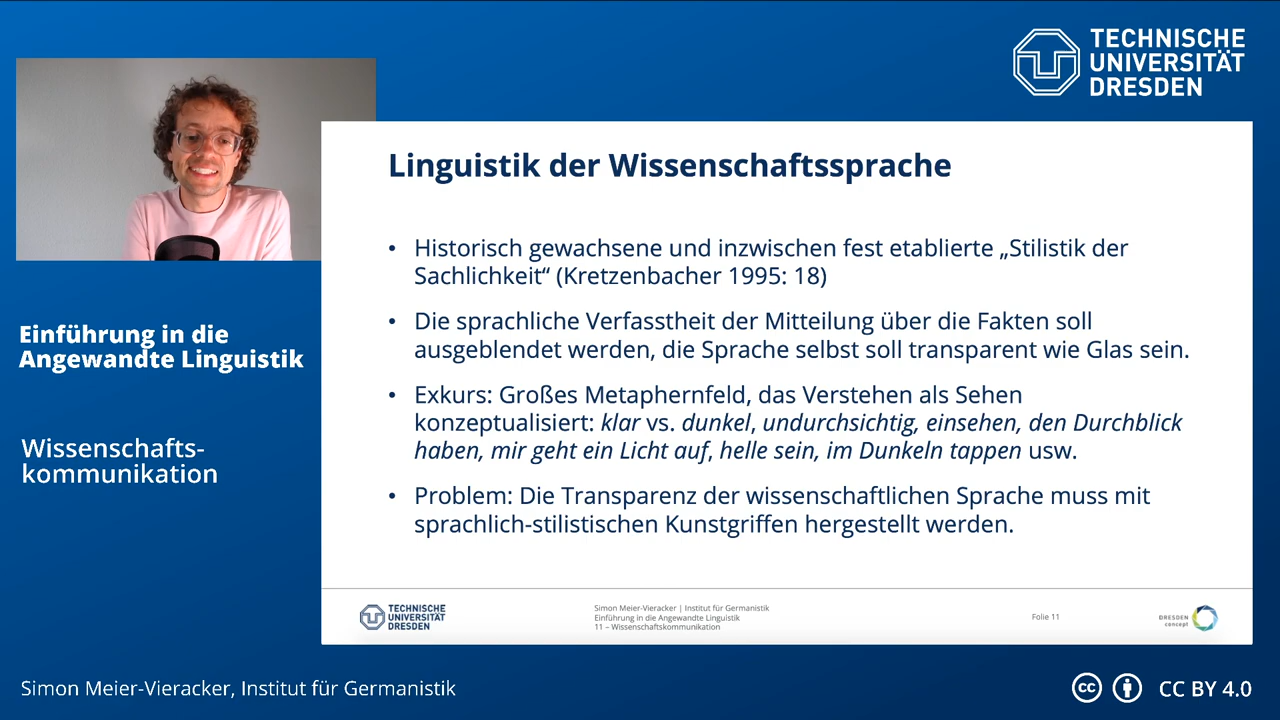 TECHNISCHE
UNIVERSITÄT
DRESDEN
Linguistik der Wissenschaftssprache
• Historisch gewachsene und inzwischen fest etablierte „Stilistik der
Sachlichkeit“ (Kretzenbacher 1995: 18)
• Die sprachliche Verfasstheit der Mitteilung über die Fakten soll
ausgeblendet werden, die Sprache selbst soll transparent wie Glas sein.
• Exkurs: Großes Metaphernfeld, das Verstehen als Sehen
konzeptualisiert: klar vs. dunkel, undurchsichtig, einsehen, den Durchblick
haben, mir geht ein Licht auf, helle sein, im Dunkeln tappen usw.
• Problem: Die Transparenz der wissenschaftlichen Sprache muss mit
sprachlich-stilistischen Kunstgriffen hergestellt werden.
Einführung in die
Angewandte Linguistik
Wissenschafts-
kommunikation
TECHNISCHE
UNIVERSITÄT
DRESDEN
Simon Meier-Vieracker | Institut für Germanistik
Einführung in die Angewandte Linguistik
11 – Wissenschaftskommunikation
Folie 11
DRESDEN
concept
Simon Meier-Vieracker, Institut für Germanistik
cc
CC BY 4.0